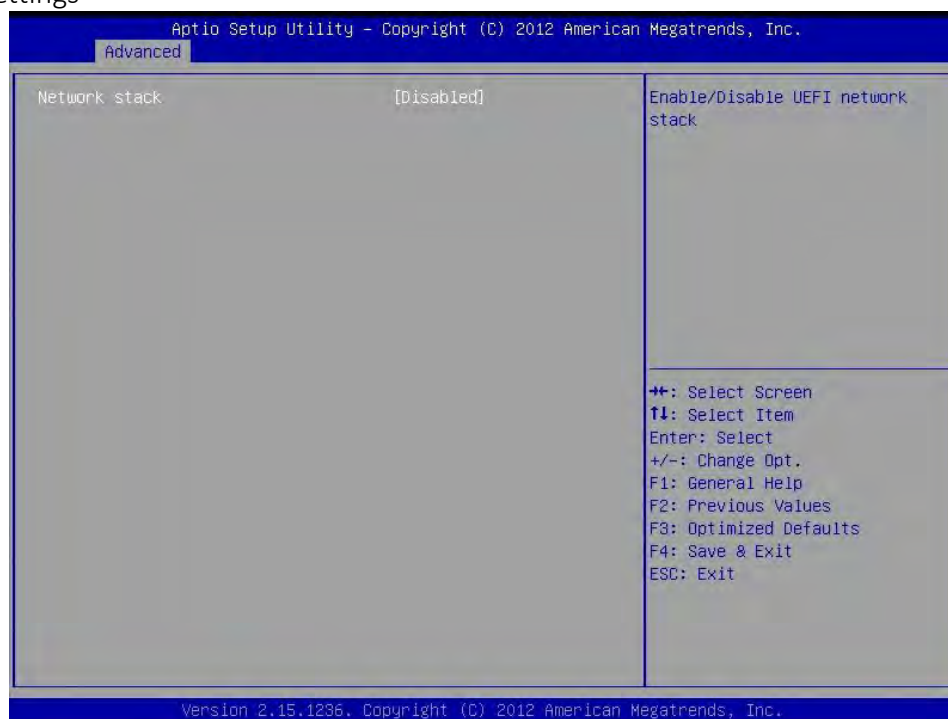 Aptio Setup Utility – Copyright (C) 2012 American Megatrends, Inc.
Advanced
Network stack [Disabled]
Enable/Disable UEFI network
stack
→←: Select Screen
↑↓: Select Item
Enter: Select
+/-: Change Opt.
F1: General Help
F2: Previous Values
F3: Optimized Defaults
F4: Save & Exit
ESC: Exit
Version 2.15.1236. Copyright (C) 2012 American Megatrends, Inc.